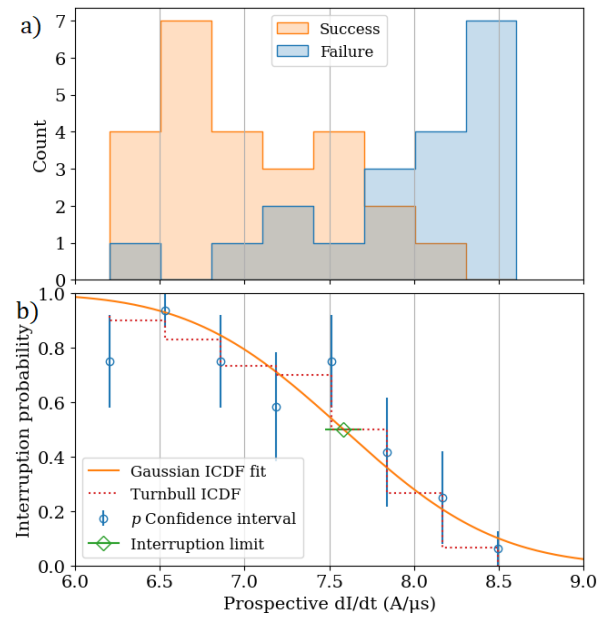 a)
7
6
5
4
3
2
1
0
Count
Success
Failure
b)
1.0
0.8
0.6
0.4
0.2
0.0
Interruption probability
Gaussian ICDF fit
Turnbull ICDF
p Confidence interval
Interruption limit
6.0 6.5 7.0 7.5 8.0 8.5 9.0
Prospective dI/dt (A/μs)